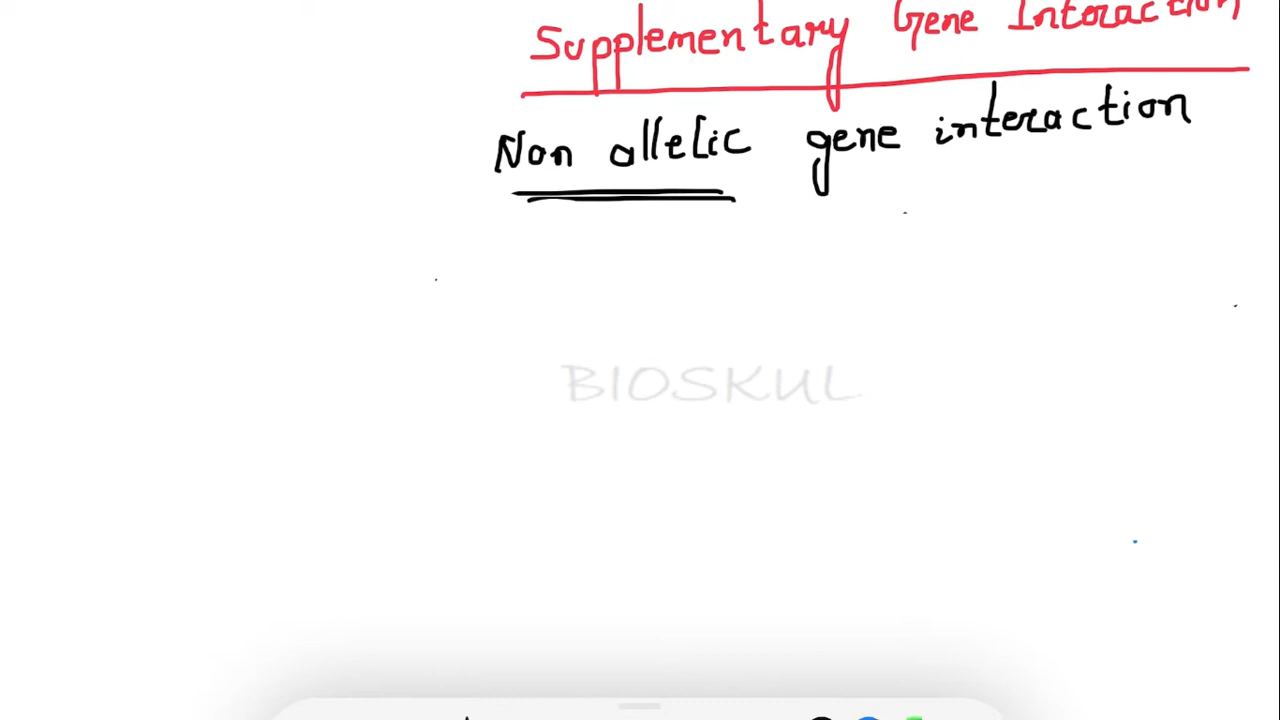 Supplementary Gene Interaction
Non allelic gene interaction
BIOSKUL